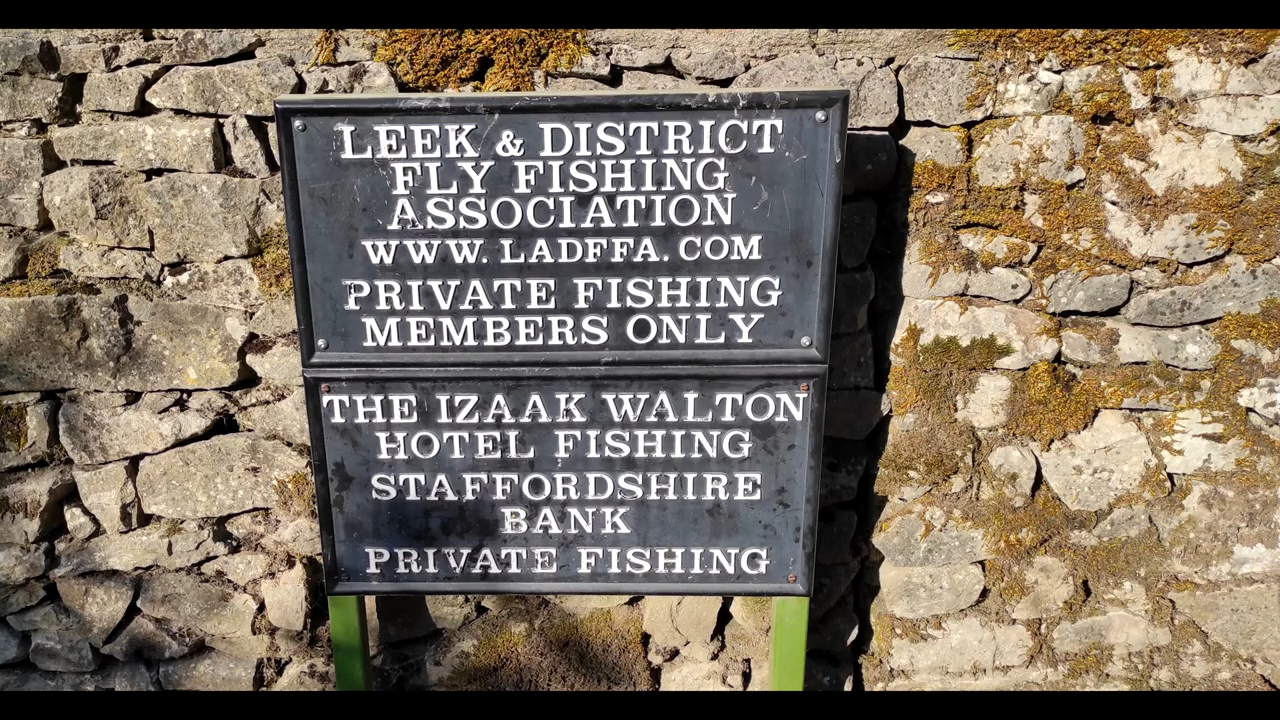 LEEK & DISTRICT
FLY FISHING
ASSOCIATION
WWW. LADFFA. COM
PRIVATE FISHING
MEMBERS ONLY
THE IZAAK WALTON
HOTEL FISHING
STAFFORDSHIRE
BANK
PRIVATE FISHING